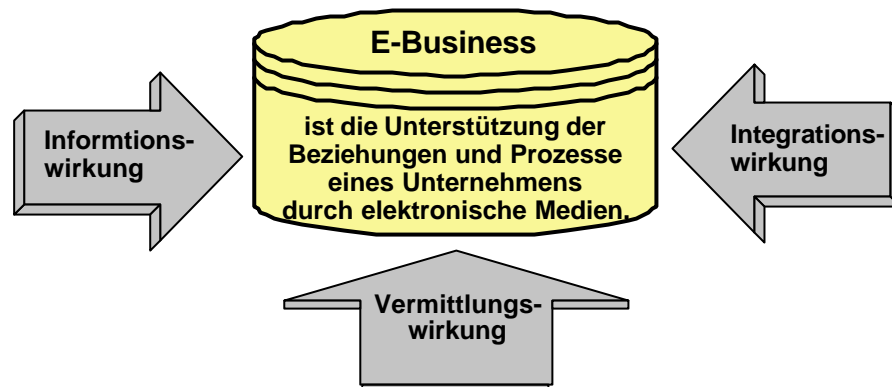 E-Business
ist die Unterstützung der
Beziehungen und Prozesse
eines Unternehmens
durch elektronische Medien.
Informtions-
wirkung
Integrations-
wirkung
Vermittlungs-
wirkung